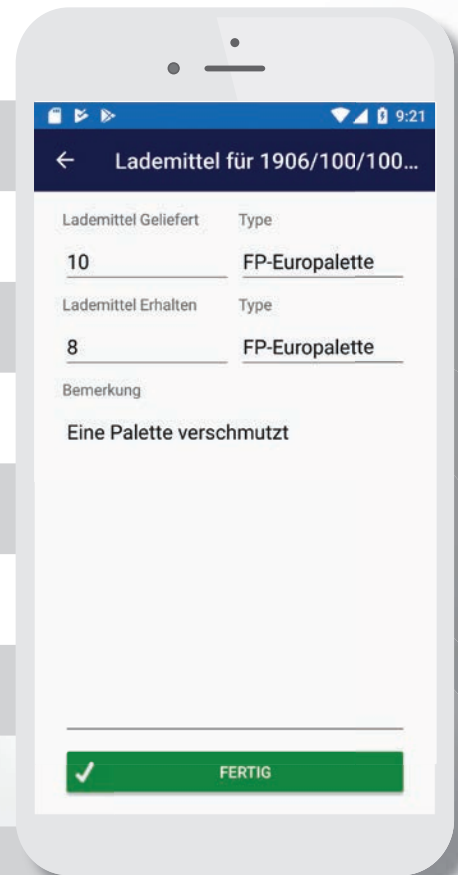 9:21
Lademittel für 1906/100/100...
Lademittel Geliefert Type
10 FP-Europalette
Lademittel Erhalten Type
8 FP-Europalette
Bemerkung
Eine Palette verschmutzt
FERTIG